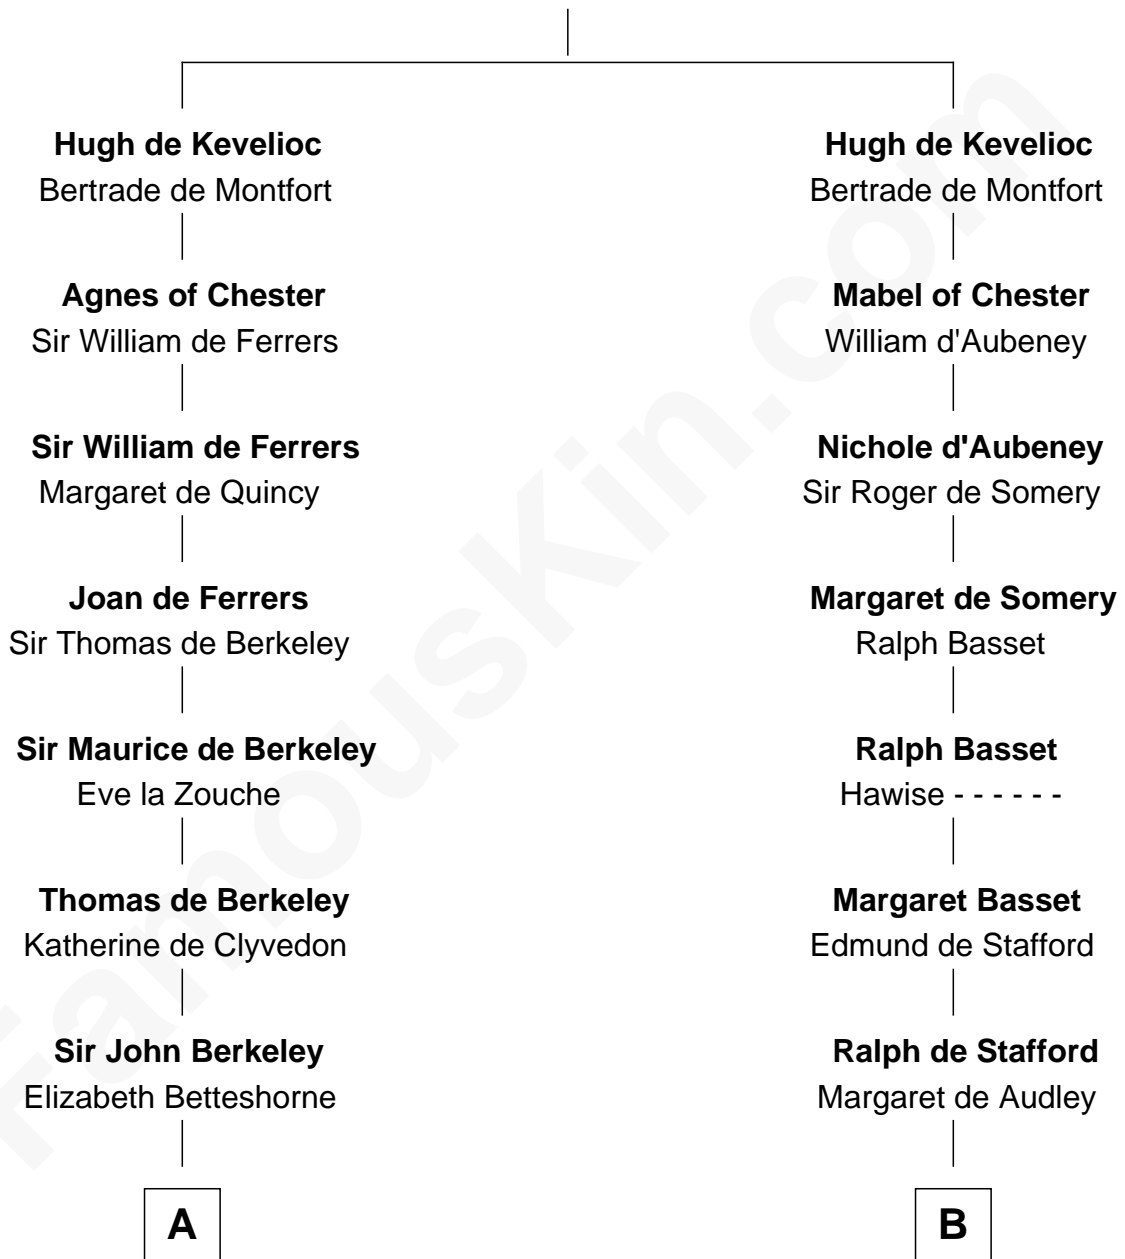 Hugh de Kevelioc
Bertrade de Montfort
Agnes of Chester
Sir William de Ferrers
Sir William de Ferrers
Margaret de Quincy
Joan de Ferrers
Sir Thomas de Berkeley
Sir Maurice de Berkeley
Eve la Zouche
Thomas de Berkeley
Katherine de Clyvedon
Sir John Berkeley
Elizabeth Betteshorne
A
Hugh de Kevelioc
Bertrade de Montfort
Mabel of Chester
William d'Aubeney
Nichole d'Aubeney
Sir Roger de Somery
Margaret de Somery
Ralph Basset
Ralph Basset
Hawise - - - - - -
Margaret Basset
Edmund de Stafford
Ralph de Stafford
Margaret de Audley
B
FamousKin.com